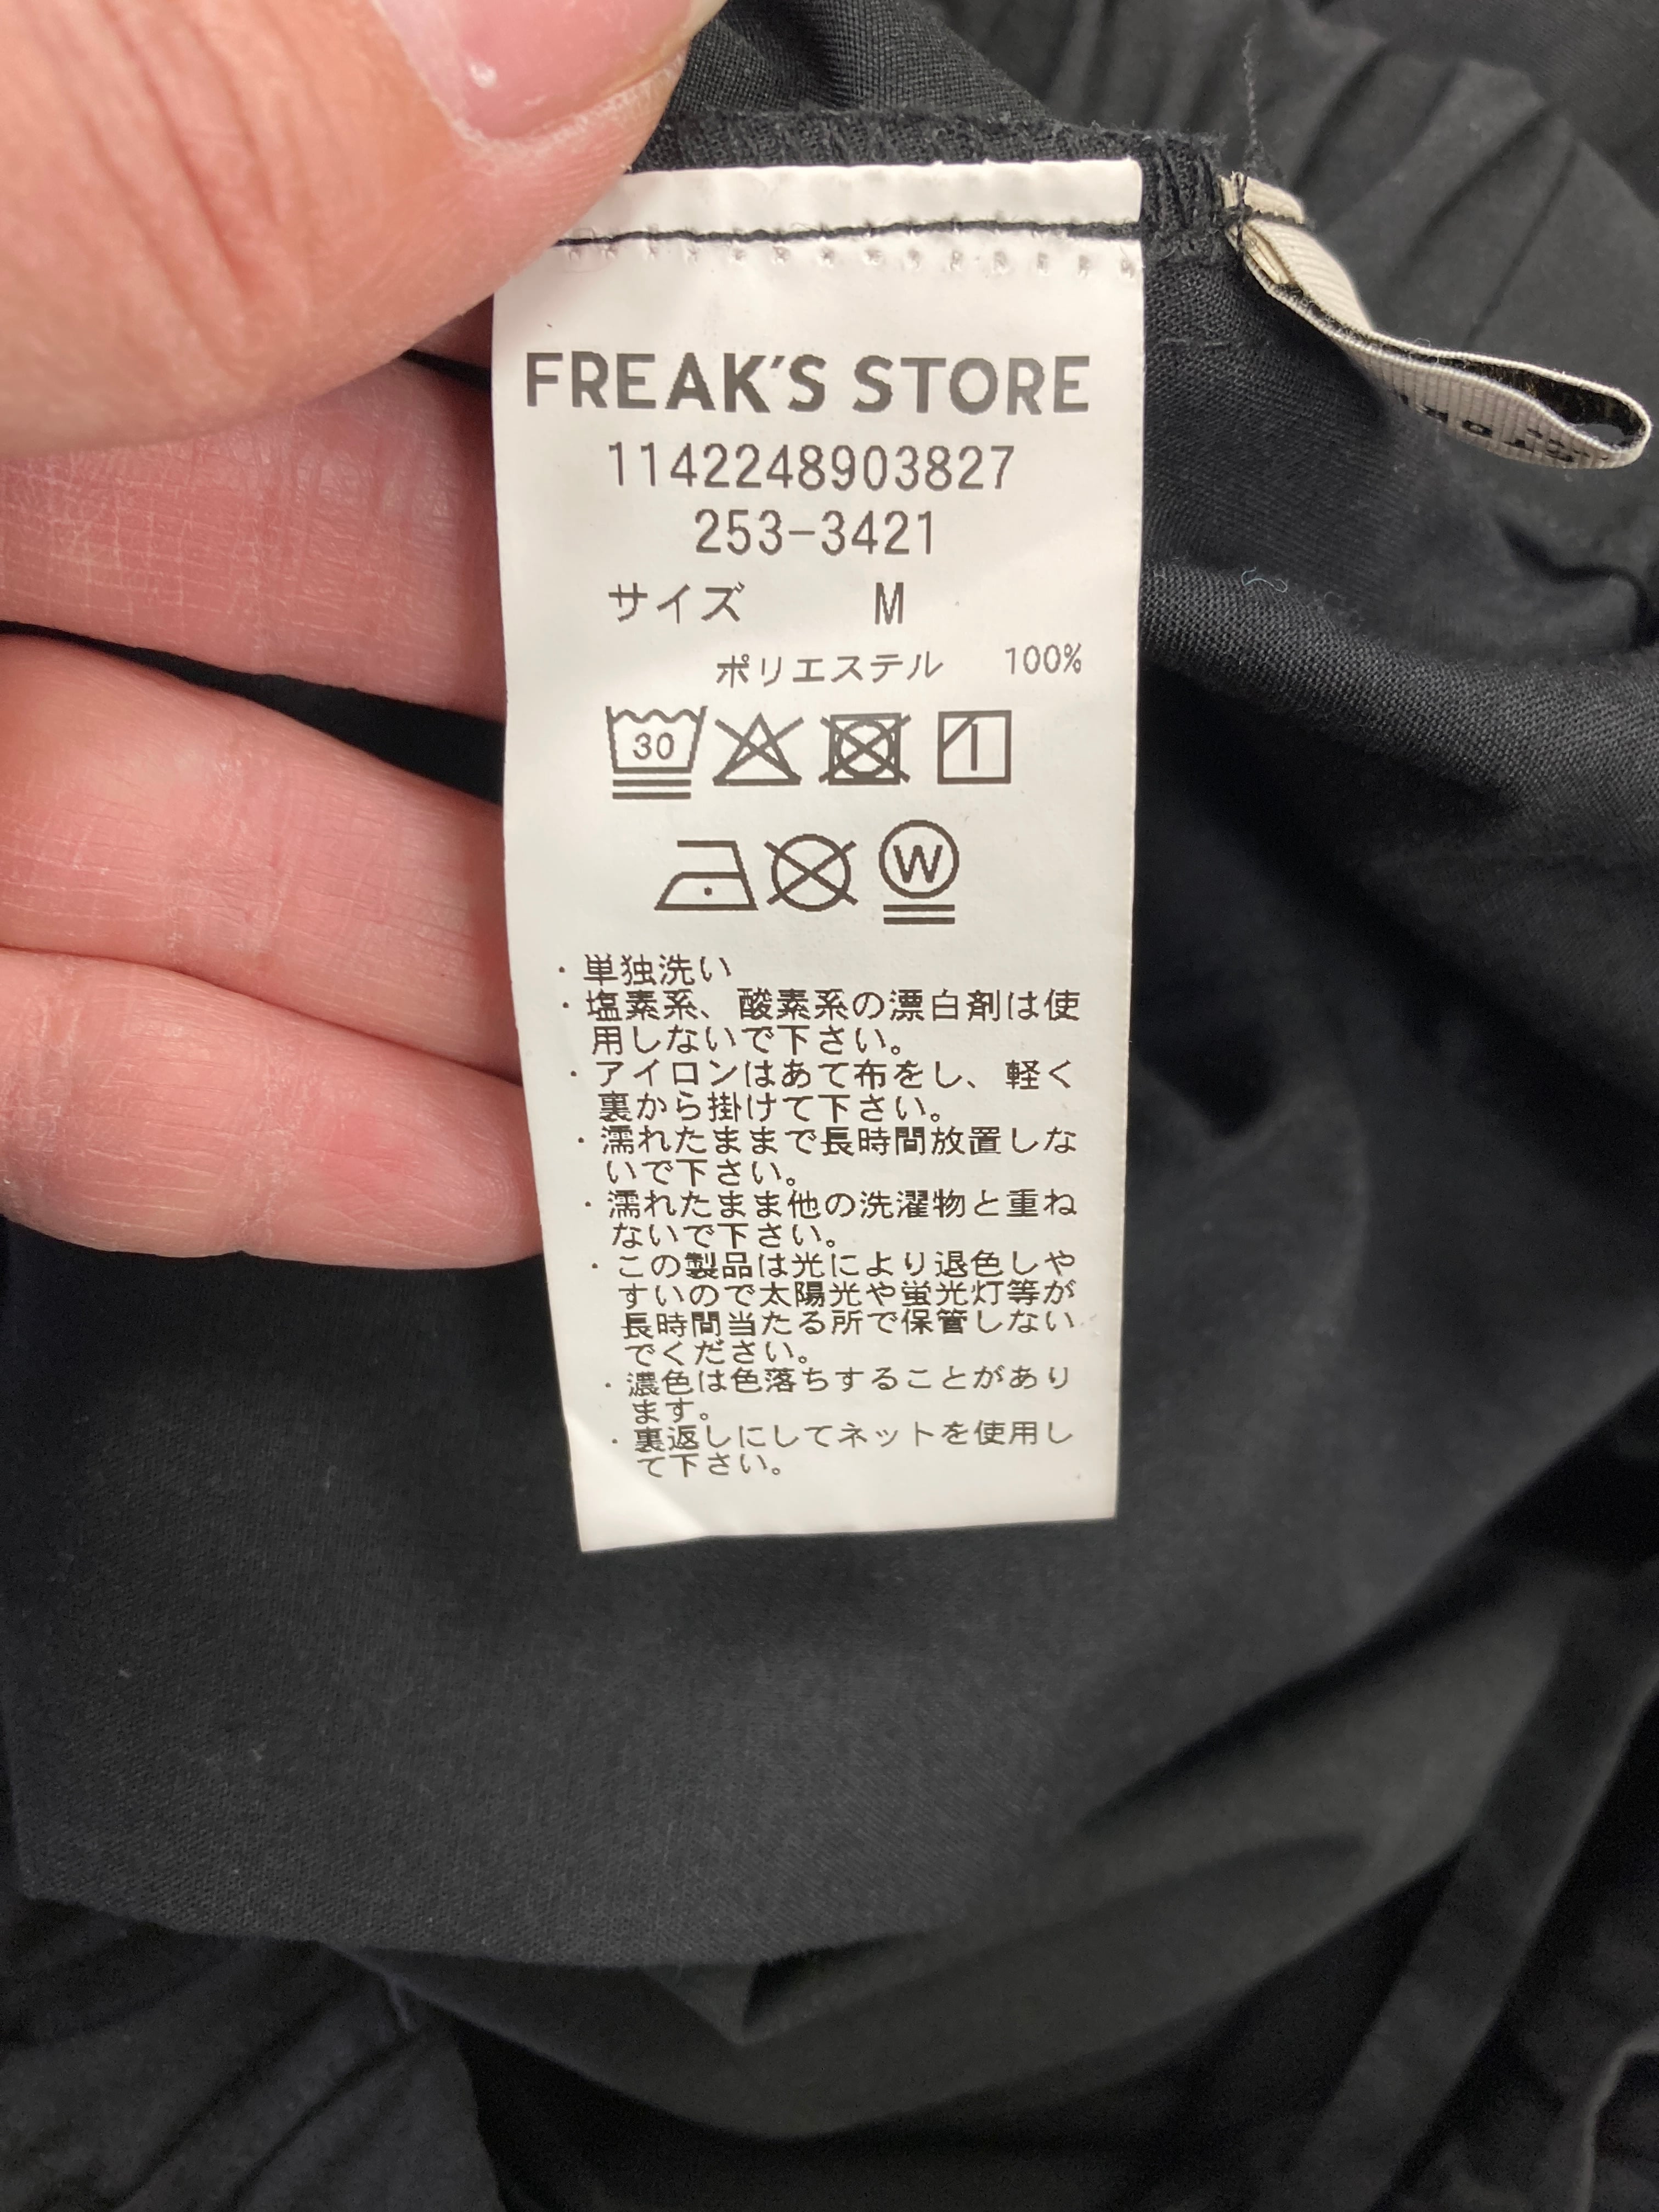 FREAK'S STORE
1142248903827
253-3421
サイズ M
ポリエステル 100%
30
W
・単独洗い
・塩素系、酸素系の漂白剤は使
用しないで下さい。
・アイロンはあて布をし、軽く
裏から掛けて下さい。
・濡れたままで長時間放置しな
いで下さい。
・濡れたまま他の洗濯物と重ね
ないで下さい。
・この製品は光により退色しや
すいので太陽光や蛍光灯等が
長時間当たる所で保管しない
でください。
・濃色は色落ちすることがあり
ます。
・裏返しにしてネットを使用し
て下さい。